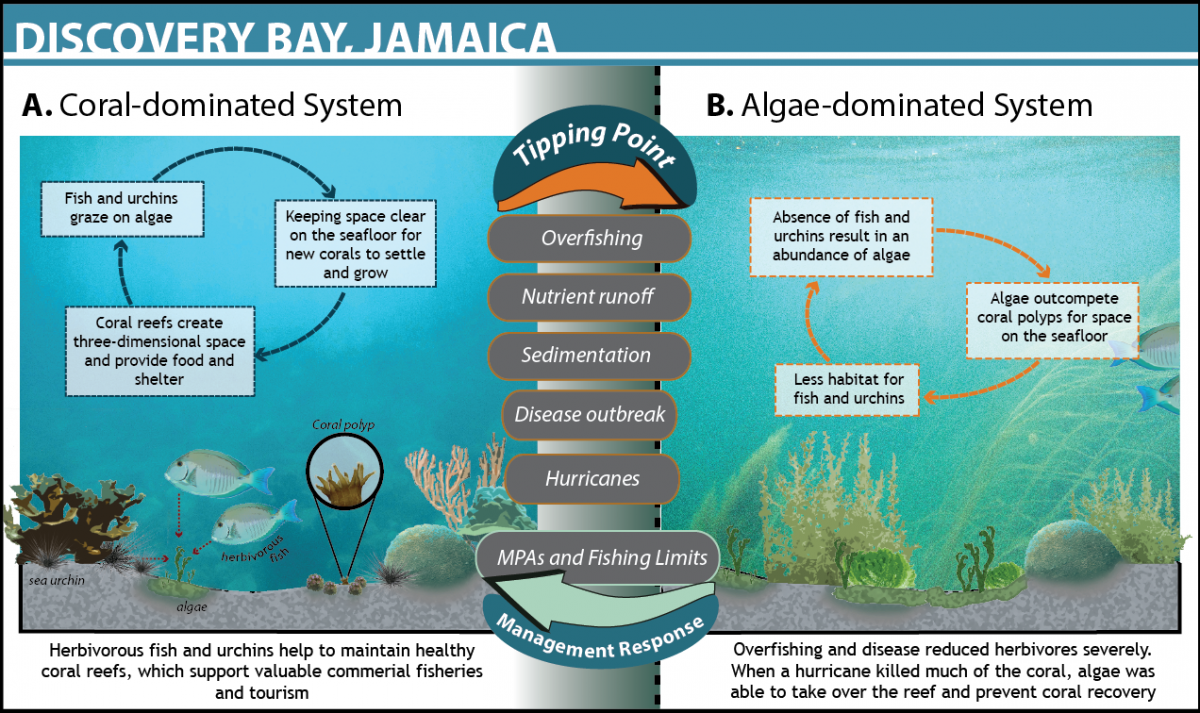 DISCOVERY BAY, JAMAICA
A. Coral-dominated System
Fish and urchins
graze on algae
Keeping space clear
on the seafloor for
new corals to settle
and grow
Coral reefs create
three-dimensional space
and provide food and
shelter
Coral polyp
herbivorous
fish
sea urchin
algae
Herbivorous fish and urchins help to maintain healthy
coral reefs, which support valuable commerial fisheries
and tourism
Tipping Point
Overfishing
Nutrient runoff
Sedimentation
Disease outbreak
Hurricanes
MPAs and Fishing Limits
Management Response
B. Algae-dominated System
Absence of fish and
urchins result in an
abundance of algae
Algae outcompete
coral polyps for space
on the seafloor
Less habitat for
fish and urchins
Overfishing and disease reduced herbivores severely.
When a hurricane killed much of the coral, algae was
able to take over the reef and prevent coral recovery